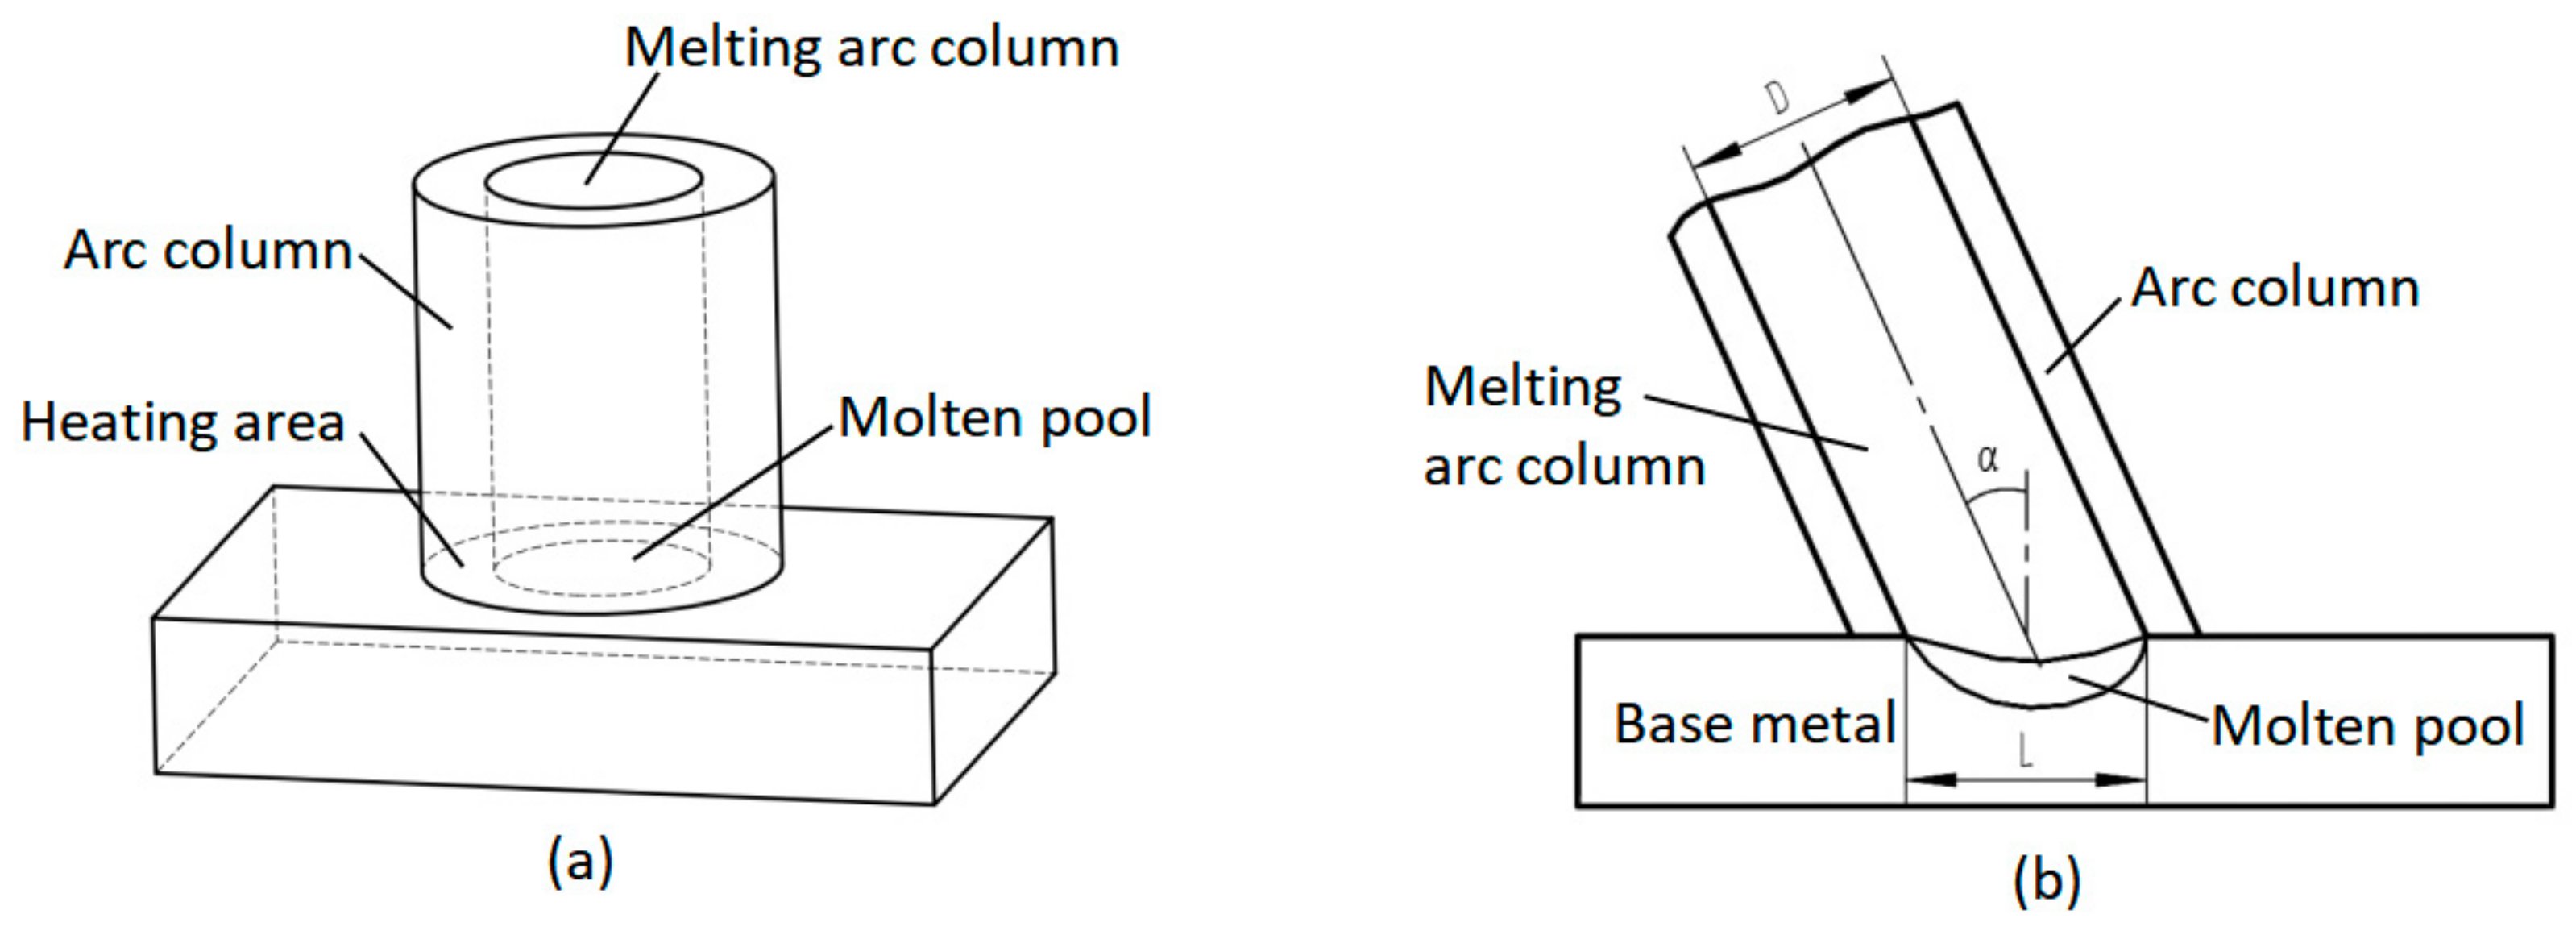 Melting arc column
Arc column
Heating area
Molten pool
(a)
D
Arc column
Melting
arc column
α
Base metal
L
Molten pool
(b)